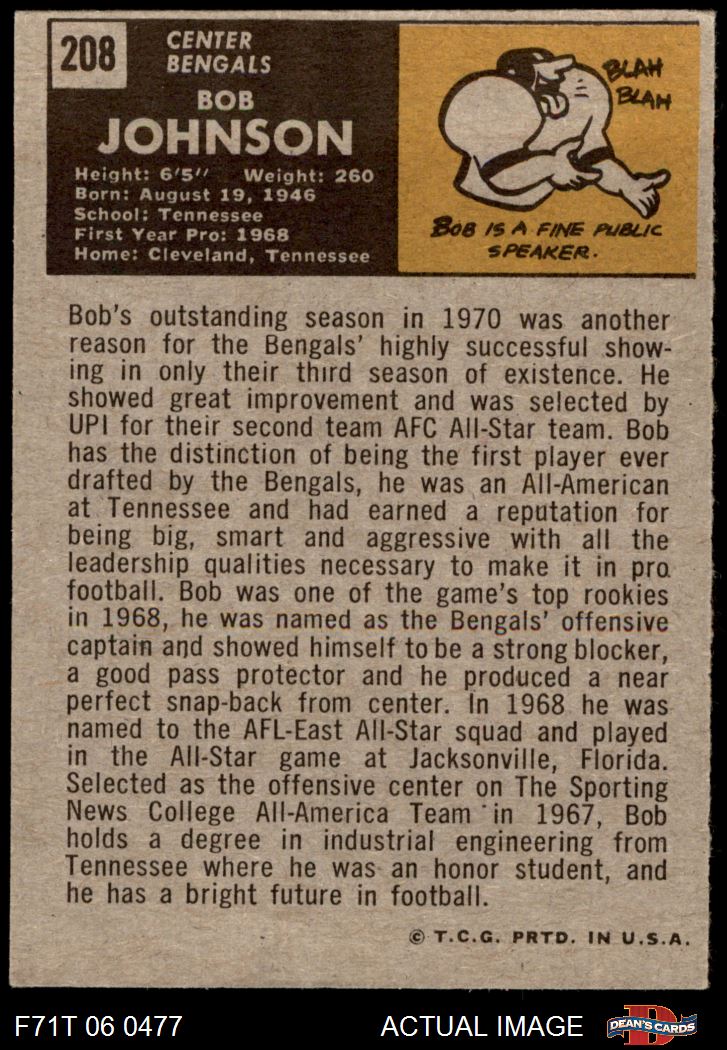 208
CENTER
BENGALS
BOB
JOHNSON
Height: 6'5" Weight: 260
Born: August 19, 1946
School: Tennessee
First Year Pro: 1968
Home: Cleveland, Tennessee
BLAH
BLAH
BOB IS A FINE PUBLIC
SPEAKER.
Bob's outstanding season in 1970 was another
reason for the Bengals' highly successful show-
ing in only their third season of existence. He
showed great improvement and was selected by
UPI for their second team AFC All-Star team. Bob
has the distinction of being the first player ever
drafted by the Bengals, he was an All-American
at Tennessee and had earned a reputation for
being big, smart and aggressive with all the
leadership qualities necessary to make it in pro
football. Bob was one of the game's top rookies
in 1968, he was named as the Bengals' offensive
captain and showed himself to be a strong blocker,
a good pass protector and he produced a near
perfect snap-back from center. In 1968 he was
named to the AFL-East All-Star squad and played
in the All-Star game at Jacksonville, Florida.
Selected as the offensive center on The Sporting
News College All-America Team in 1967, Bob
holds a degree in industrial engineering from
Tennessee where he was an honor student, and
he has a bright future in football.
© T.C.G. PRTD. IN U.S.A.
F71T 06 0477
ACTUAL IMAGE
D
DEAN'S CARDS